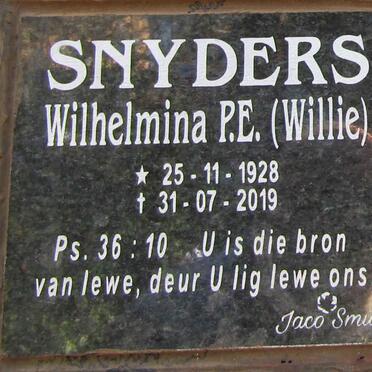 SNYDERS
Wilhelmina P.E. (Willie)
★ 25 - 11 - 1928
† 31 - 07 - 2019
Ps. 36 : 10 U is die bron
van lewe, deur U lig lewe ons
Jaco